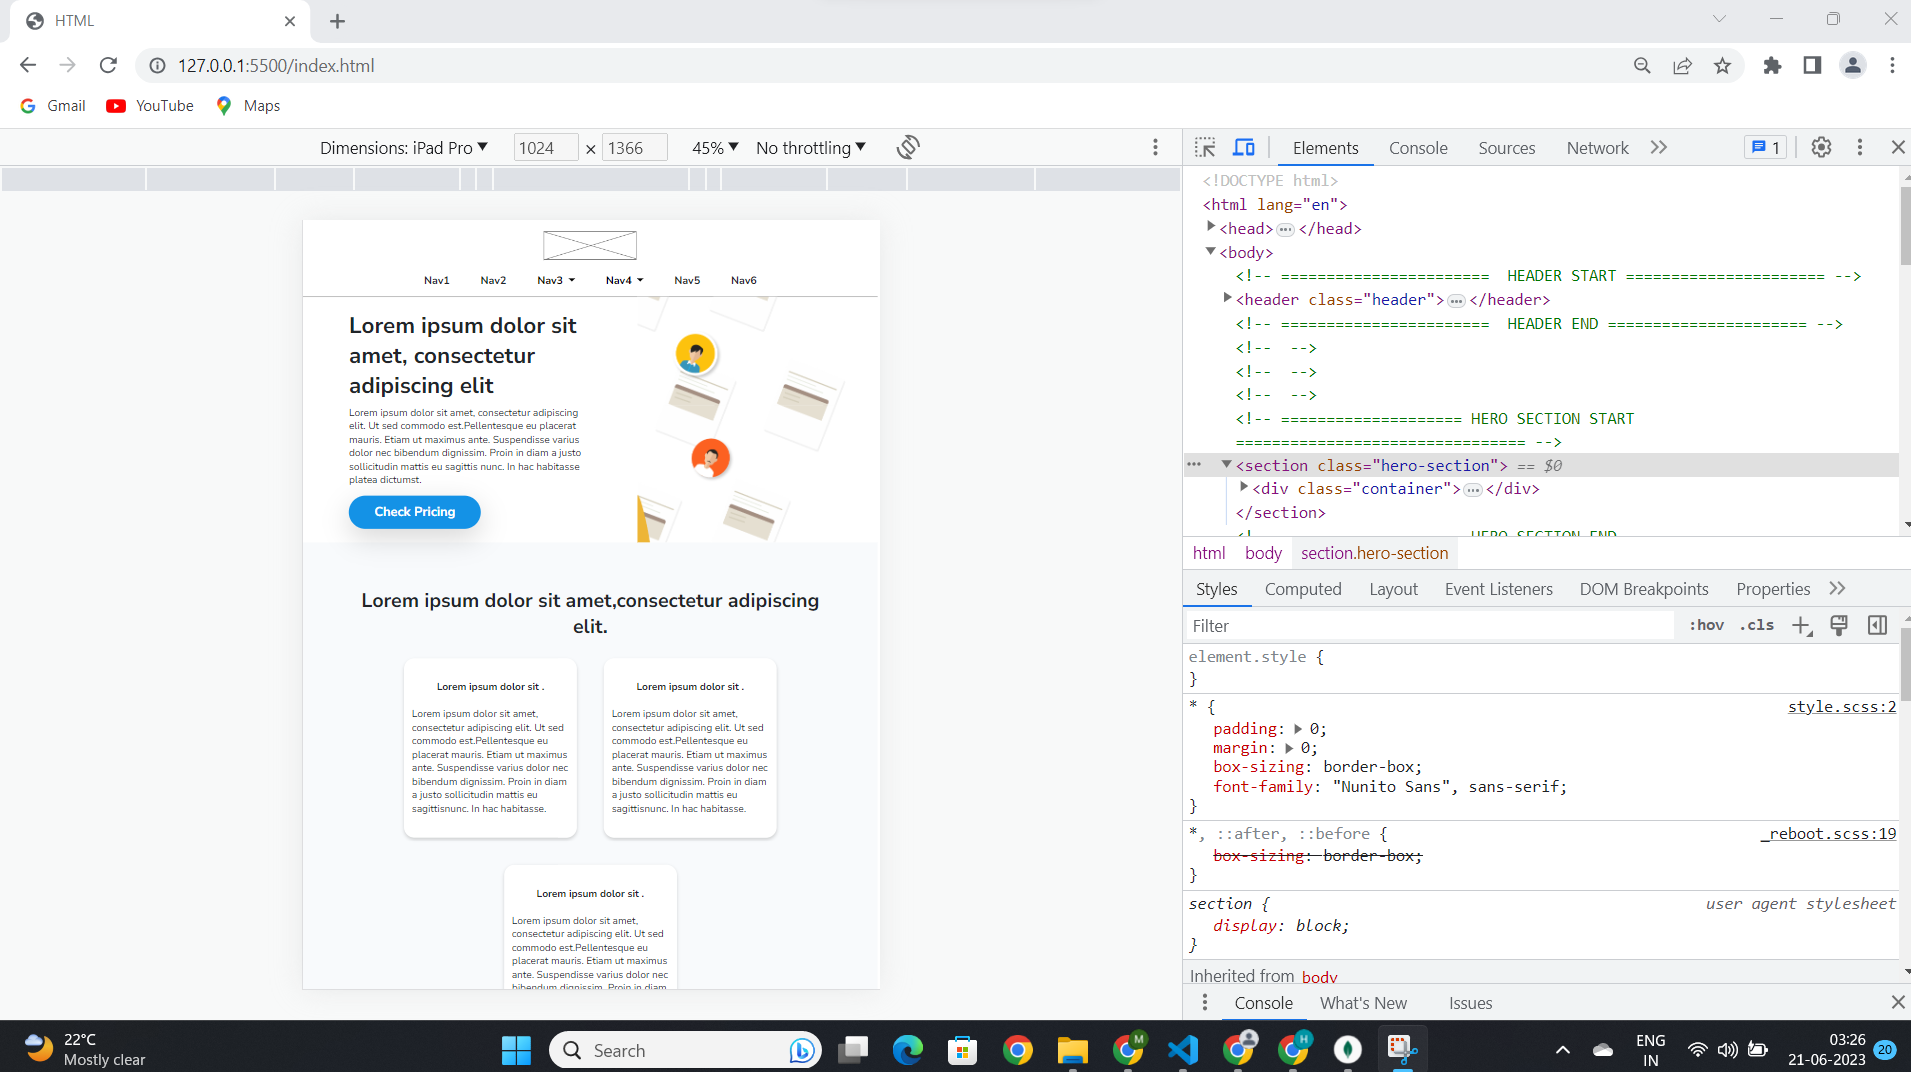 HTML
127.0.0.1:5500/index.html
Gmail
YouTube
Maps
Dimensions: iPad Pro
1024 × 1366
45%
No throttling
Elements
Console
Sources
Network
1
Nav1
Nav2
Nav3
Nav4
Nav5
Nav6
Lorem ipsum dolor sit
amet, consectetur
adipiscing elit
Lorem ipsum dolor sit amet, consectetur adipiscing
elit. Ut sed commodo est.Pellentesque eu placerat
mauris. Etiam ut maximus ante. Suspendisse varius
dolor nec bibendum dignissim. Proin in diam a justo
sollicitudin mattis eu sagittis nunc. In hac habitasse
platea dictumst.
Check Pricing
Lorem ipsum dolor sit amet,consectetur adipiscing
elit.
Lorem ipsum dolor sit .
Lorem ipsum dolor sit amet,
consectetur adipiscing elit. Ut sed
commodo est.Pellentesque eu
placerat mauris. Etiam ut maximus
ante. Suspendisse varius dolor nec
bibendum dignissim. Proin in diam
a justo sollicitudin mattis eu
sagittisnunc. In hac habitasse.
Lorem ipsum dolor sit .
Lorem ipsum dolor sit amet,
consectetur adipiscing elit. Ut sed
commodo est.Pellentesque eu
placerat mauris. Etiam ut maximus
ante. Suspendisse varius dolor nec
bibendum dignissim. Proin in diam
a justo sollicitudin mattis eu
sagittisnunc. In hac habitasse.
Lorem ipsum dolor sit .
Lorem ipsum dolor sit amet,
consectetur adipiscing elit. Ut sed
commodo est.Pellentesque eu
placerat mauris. Etiam ut maximus
ante. Suspendisse varius dolor nec
bibendum dignissim. Proin in diam
<!DOCTYPE html>
<html lang="en">
<head>…</head>
<body>
<!-- ======================= HEADER START ====================== -->
<header class="header">…</header>
<!-- ======================= HEADER END ====================== -->
<!--  -->
<!--  -->
<!--  -->
<!-- ==================== HERO SECTION START
================================ -->
<section class="hero-section"> == $0
<div class="container">…</div>
</section>
<!-- HERO SECTION END
html
body
section.hero-section
Styles
Computed
Layout
Event Listeners
DOM Breakpoints
Properties
Filter
:hov
.cls
element.style {
}
* {
style.scss:2
padding: 0;
margin: 0;
box-sizing: border-box;
font-family: "Nunito Sans", sans-serif;
}
*, ::after, ::before {
_reboot.scss:19
box-sizing: border-box;
}
section {
user agent stylesheet
display: block;
}
Inherited from body
Console
What's New
Issues
22°C
Mostly clear
Search
M
H
ENG
IN
03:26
21-06-2023
20